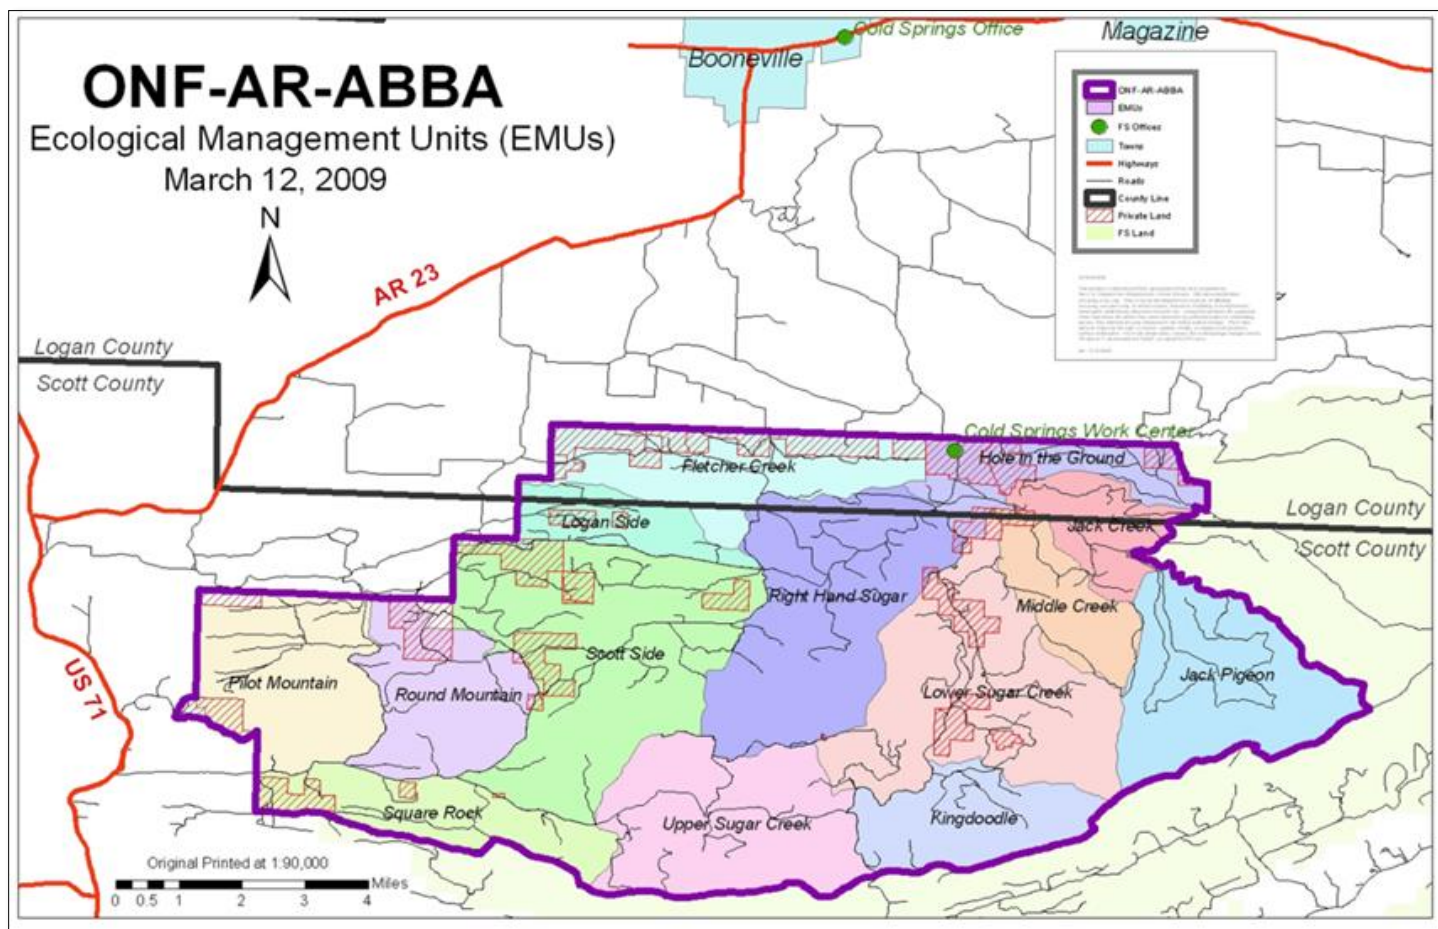 Cold Springs Office
Magazine
Booneville
ONF-AR-ABBA
Ecological Management Units (EMUs)
March 12, 2009
N
ONF-AR-ABBA
EMUs
FS Offices
Towns
Highways
Roads
County Line
Private Land
FS Land
AR 23
Logan County
Scott County
Cold Springs Work Center
Hole in the Ground
Fletcher Creek
Logan Side
Jack Creek
Logan County
Scott County
Right Hand Sugar
Middle Creek
Scott Side
Pilot Mountain
Round Mountain
Lower Sugar Creek
Jack Pigeon
US 71
Square Rock
Upper Sugar Creek
Kingdoodle
Original Printed at 1:90,000
Miles
0 0.5 1 2 3 4